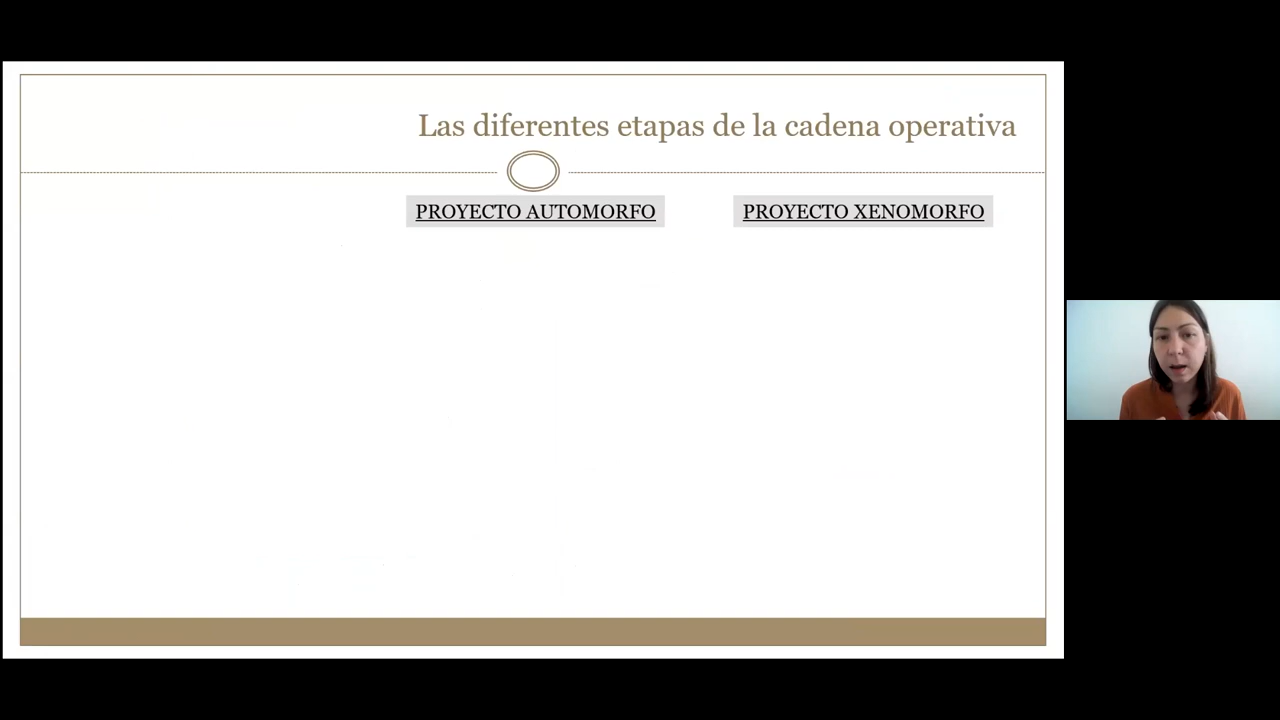 Las diferentes etapas de la cadena operativa
PROYECTO AUTOMORFO
PROYECTO XENOMORFO